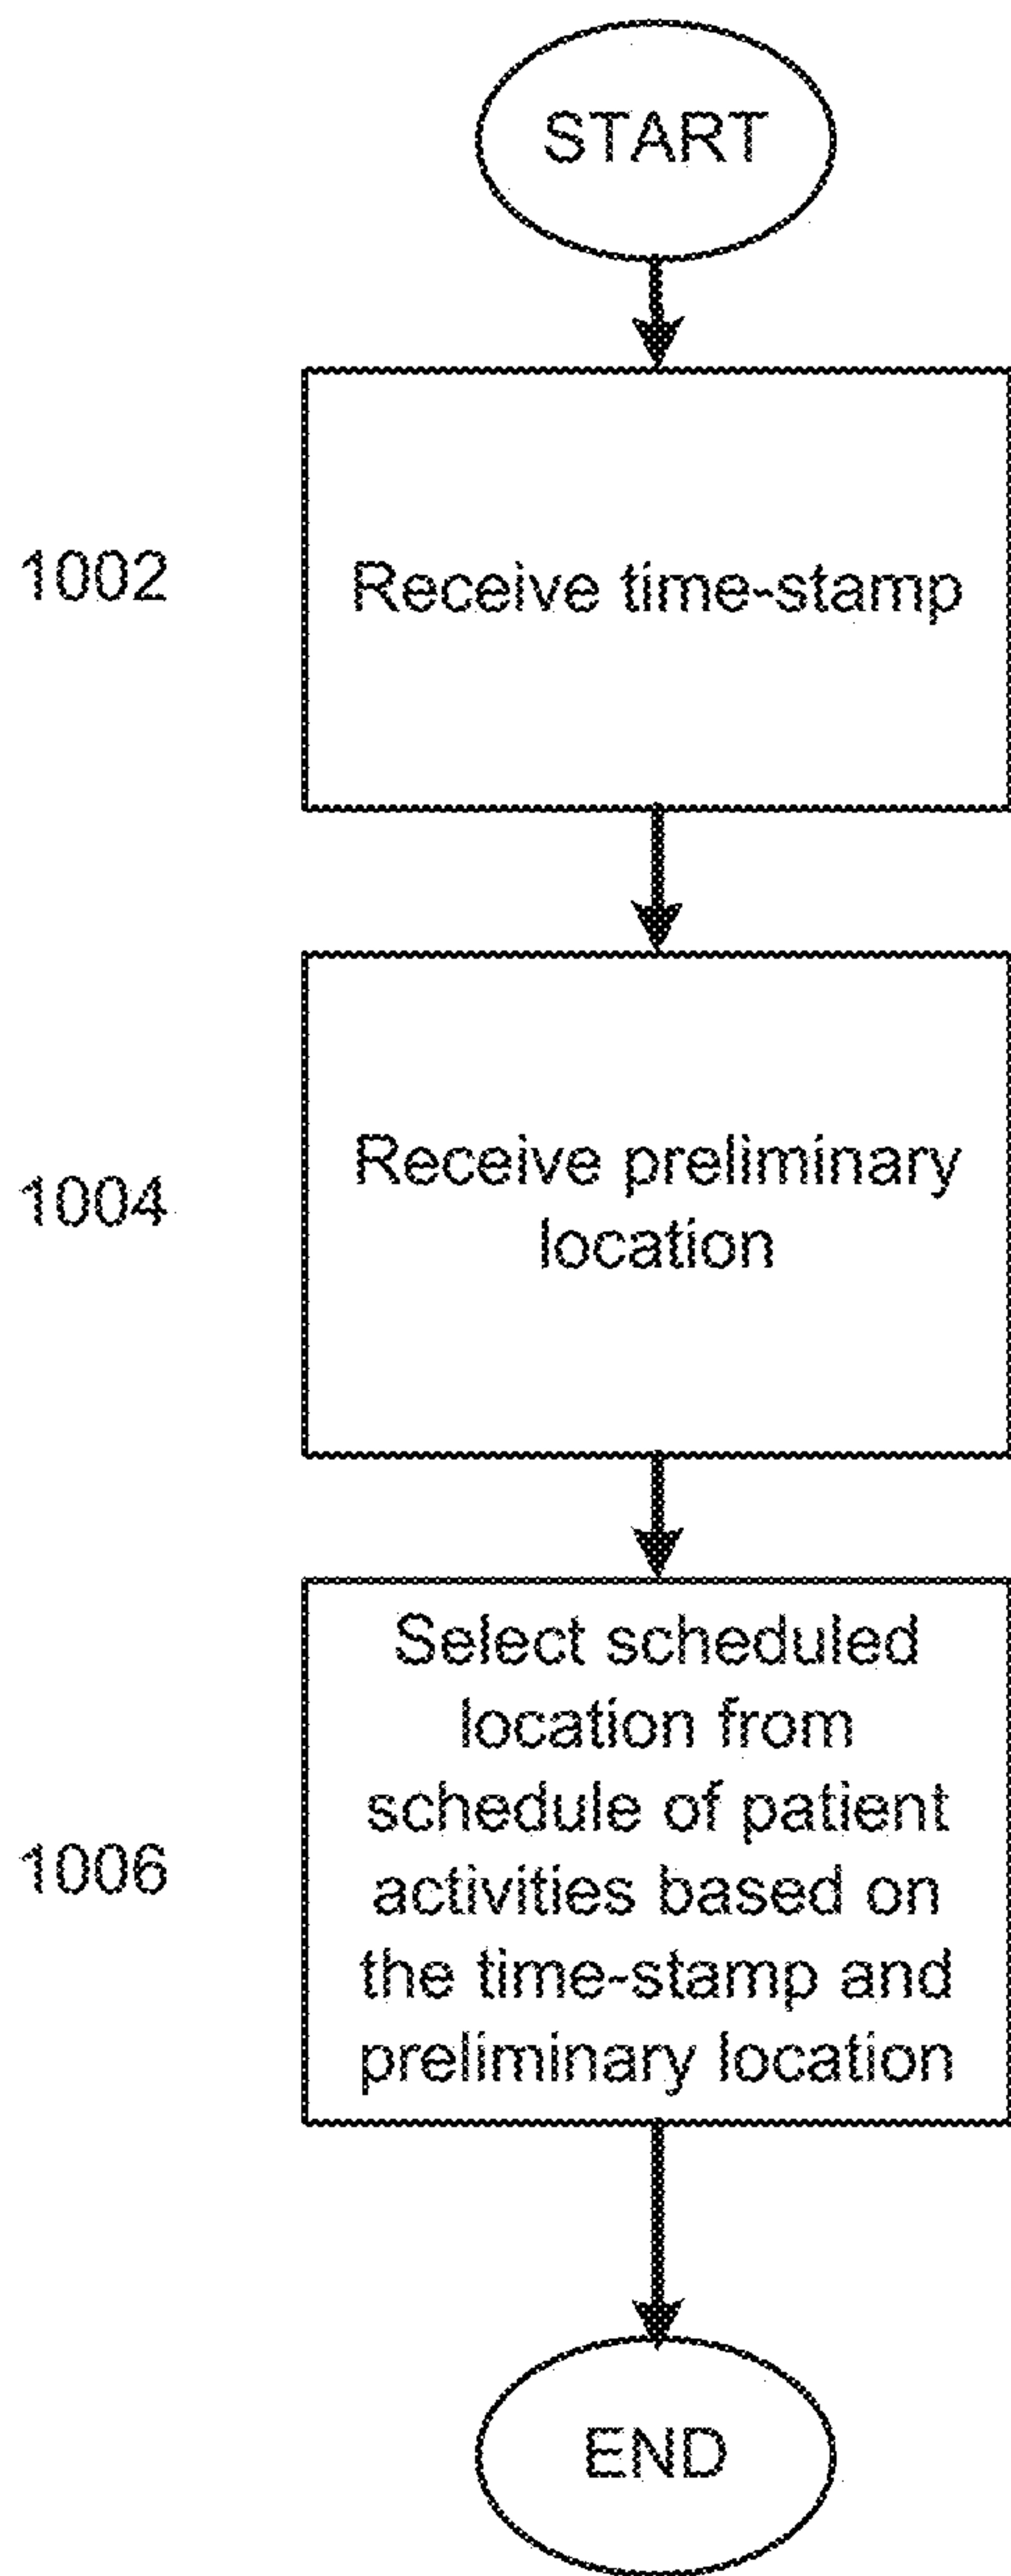 START
1002
Receive time-stamp
1004
Receive preliminary
location
1006
Select scheduled
location from
schedule of patient
activities based on
the time-stamp and
preliminary location
END